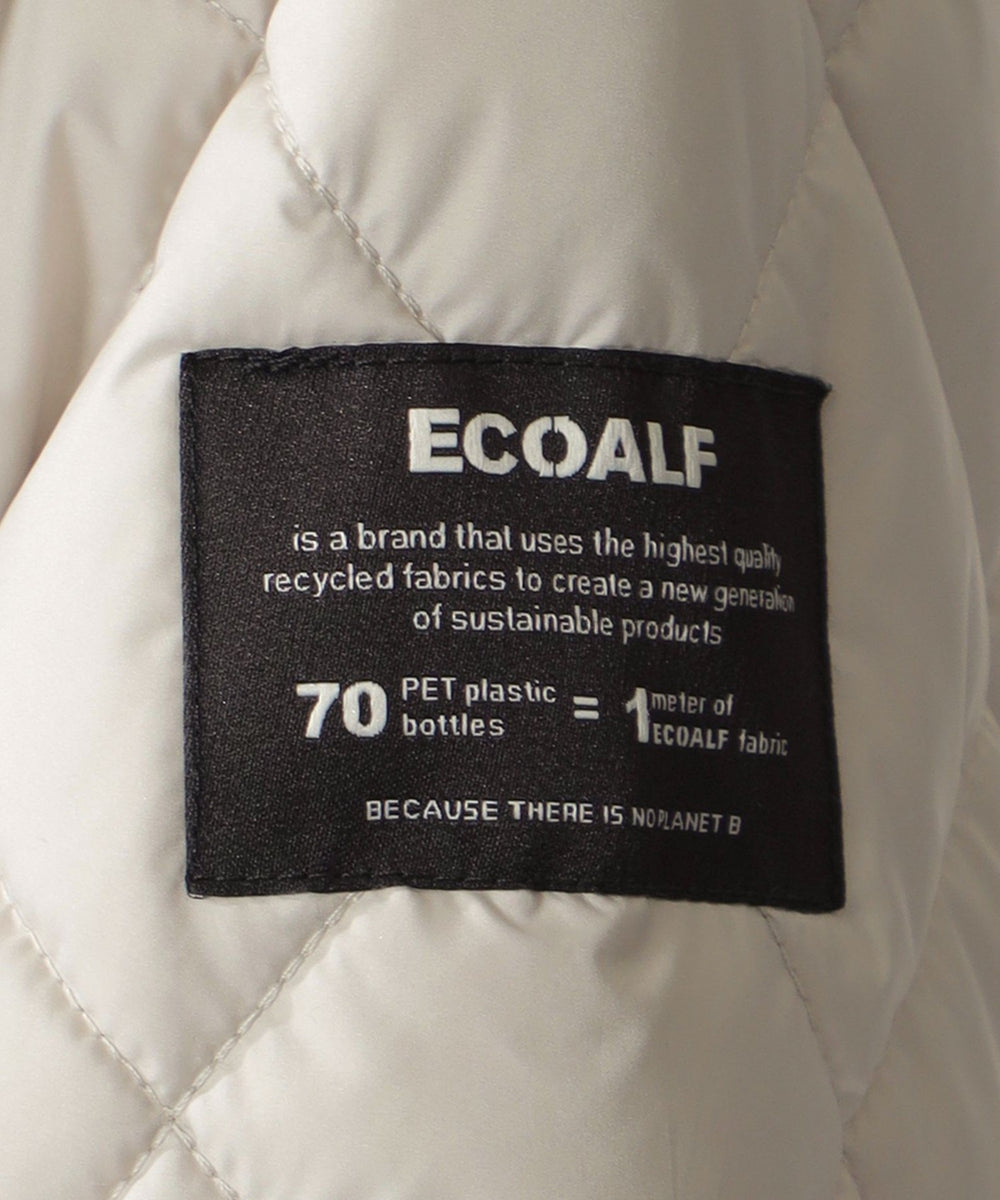 ECOALF
is a brand that uses the highest quality
recycled fabrics to create a new generation
of sustainable products
70 PET plastic bottles = 1 meter of ECOALF fabric
BECAUSE THERE IS NO PLANET B